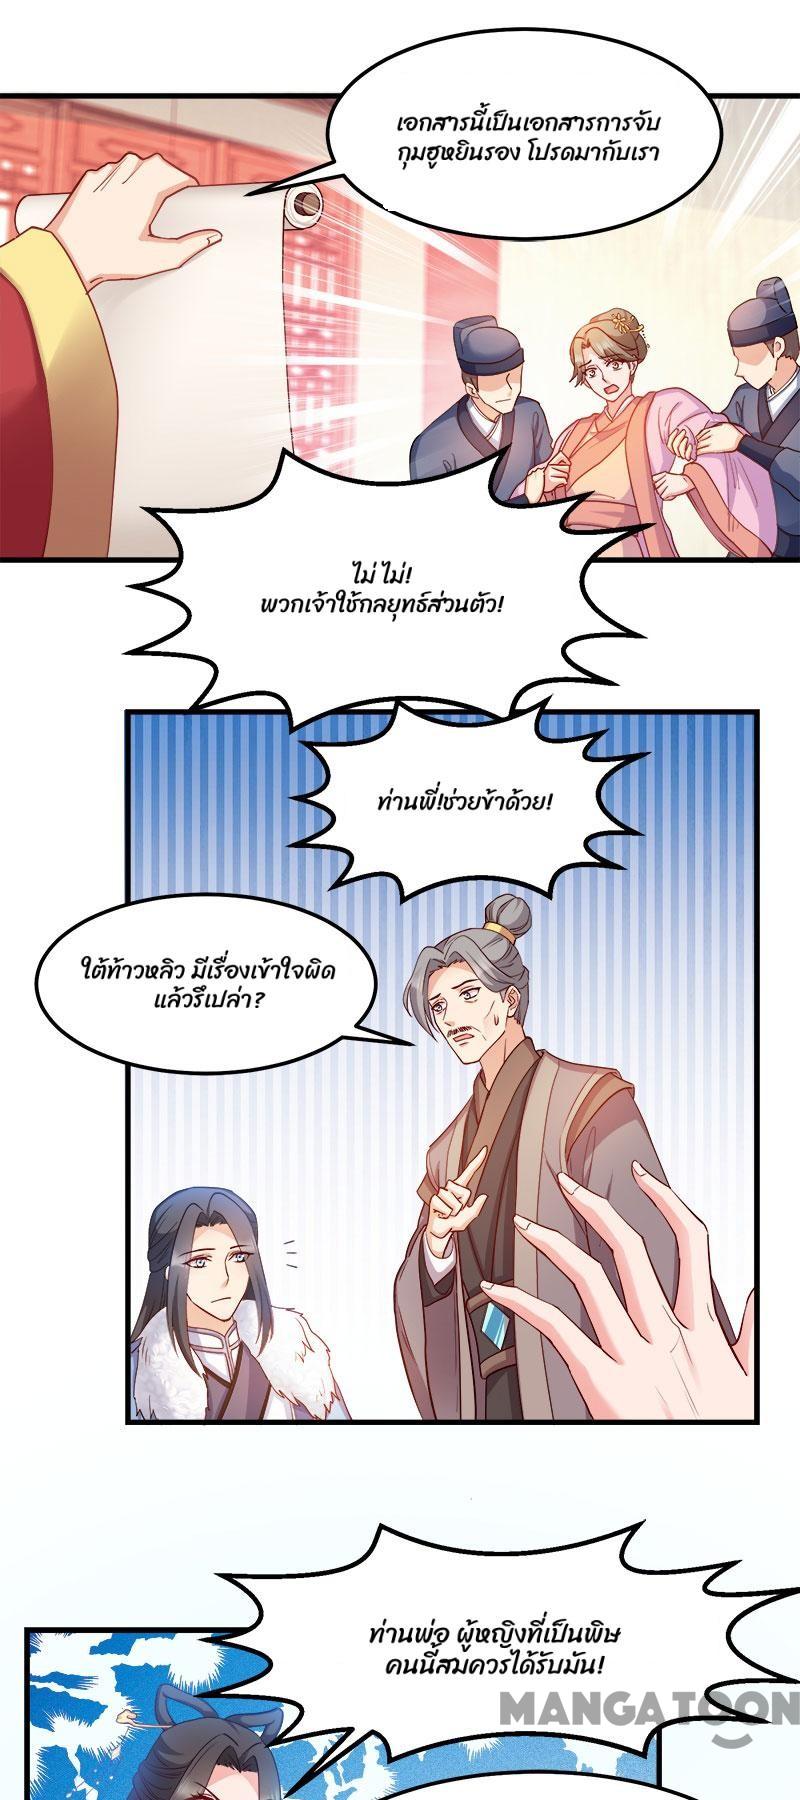 เอกสารนี้เป็นเอกสารการจับ
กุมฮูหยินรอง โปรดมากับเรา
ไม่ ไม่!
พวกเจ้าใช้กลยุทธ์ส่วนตัว!
ท่านพี่!ช่วยข้าด้วย!
ใต้ท้าวหลิว มีเรื่องเข้าใจผิด
แล้วรึเปล่า?
ท่านพ่อ ผู้หญิงที่เป็นพิษ
คนนี้สมควรได้รับมัน!
MANGATOON